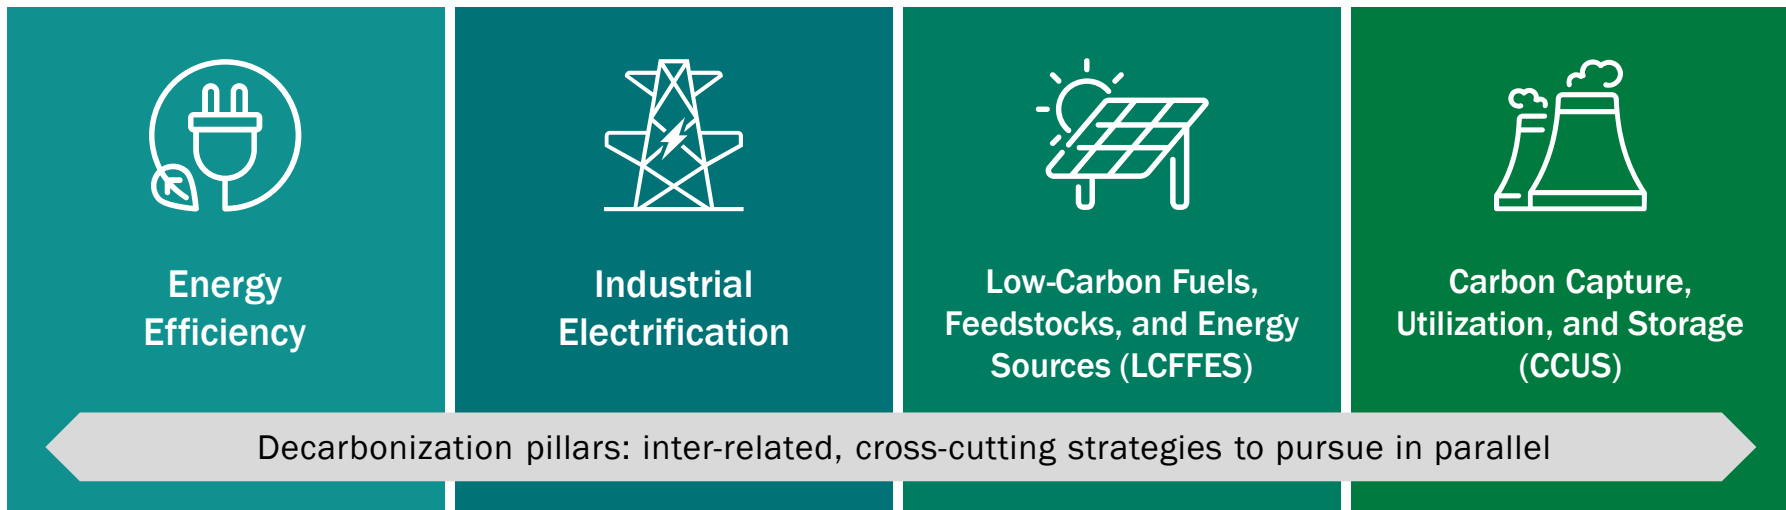 Energy
Efficiency
Industrial
Electrification
Low-Carbon Fuels,
Feedstocks, and Energy
Sources (LCFFES)
Carbon Capture,
Utilization, and Storage
(CCUS)
Decarbonization pillars: inter-related, cross-cutting strategies to pursue in parallel